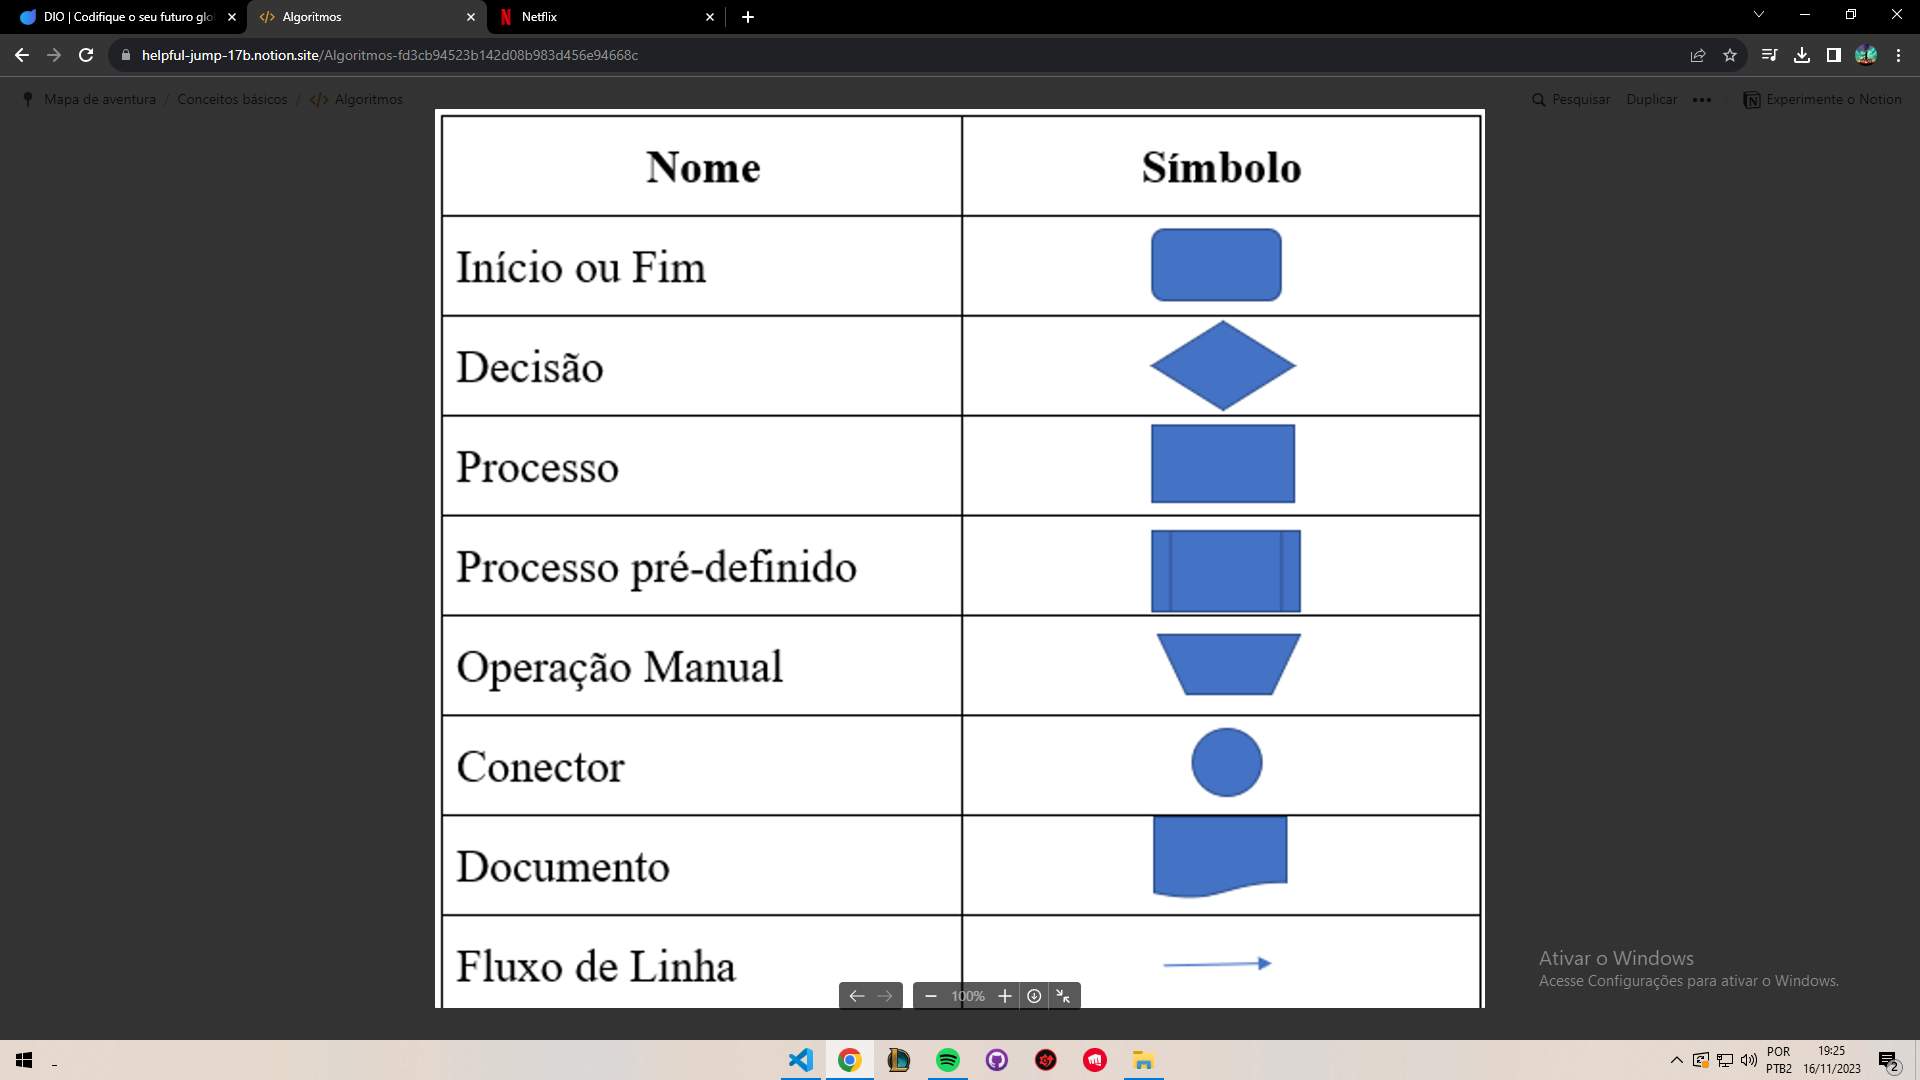 DIO | Codifique o seu futuro glo
Algoritmos
Netflix
helpful-jump-17b.notion.site/Algoritmos-fd3cb94523b142d08b983d456e94668c
Mapa de aventura / Conceitos básicos / </> Algoritmos
Pesquisar Duplicar ••• Experimente o Notion
Nome Símbolo
Início ou Fim
Decisão
Processo
Processo pré-definido
Operação Manual
Conector
Documento
Fluxo de Linha
100%
Ativar o Windows
Acesse Configurações para ativar o Windows.
POR 19:25
PTB2 16/11/2023
2